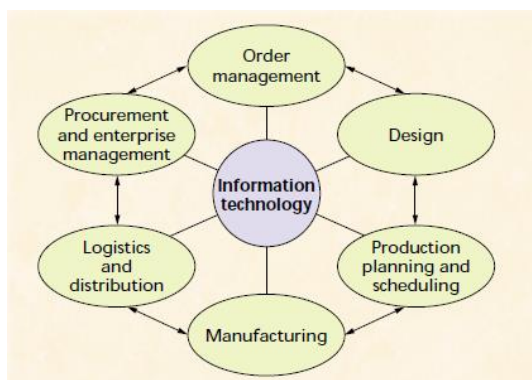 Order
management
Procurement
and enterprise
management
Design
Information
technology
Logistics
and
distribution
Production
planning and
scheduling
Manufacturing